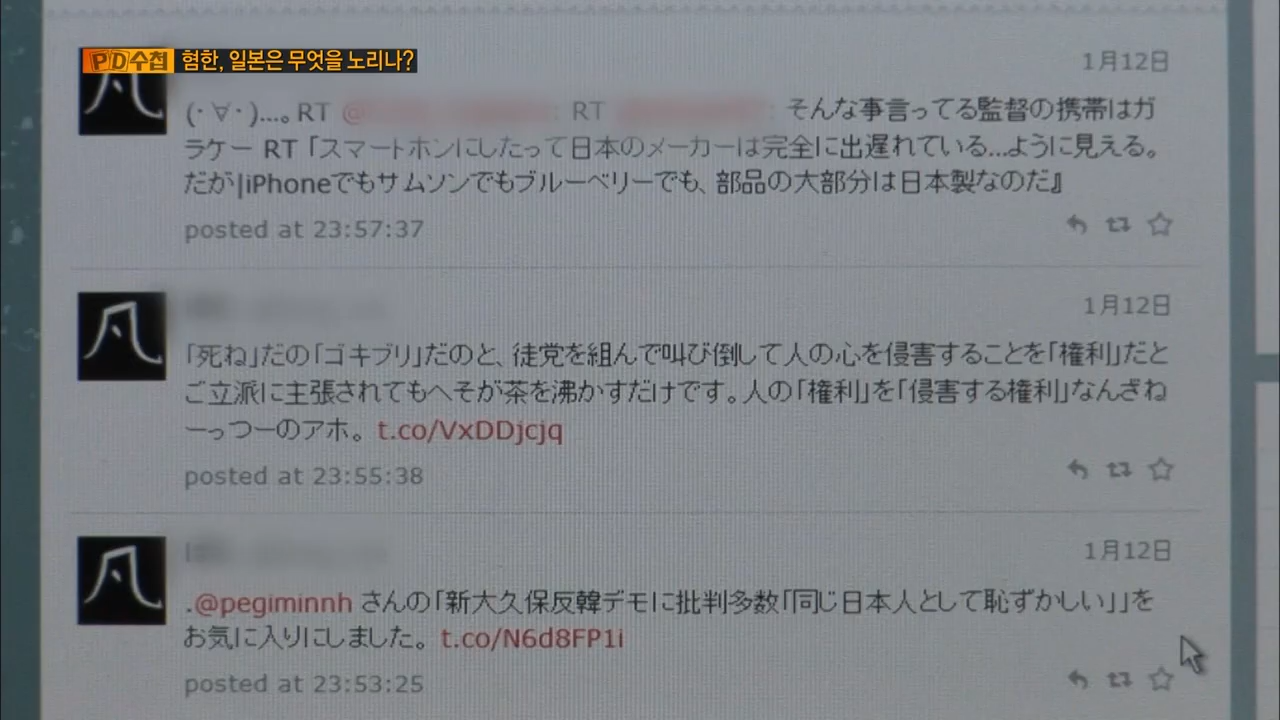 PD수첩 혐한, 일본은 무엇을 노리나?
凡
1月12日
(・∀・)…。RT @ : RT : そんな事言ってる監督の携帯はガ
ラケー RT「スマートホンにしたって日本のメーカーは完全に出遅れている…ように見える。
だが|iPhoneでもサムソンでもブルーベリーでも、部品の大部分は日本製なのだ』
posted at 23:57:37
凡
1月12日
「死ね」だの「ゴキブリ」だのと、徒党を組んで叫び倒して人の心を侵害することを「権利」だと
ご立派に主張されてもへそが茶を沸かすだけです。人の「権利」を「侵害する権利」なんざね
ーっつーのアホ。t.co/VxDDjcjq
posted at 23:55:38
凡
1月12日
.@pegiminnh さんの「新大久保反韓デモに批判多数「同じ日本人として恥ずかしい」」を
お気に入りにしました。t.co/N6d8FP1i
posted at 23:53:25